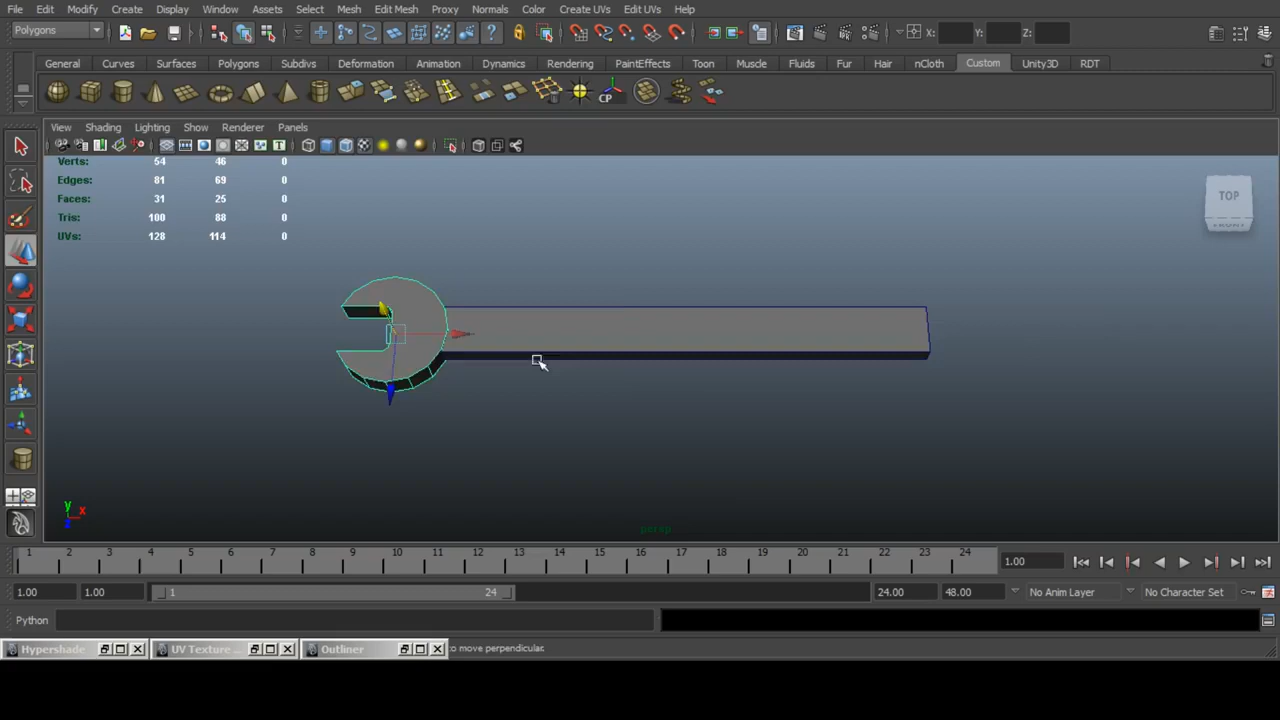 File Edit Modify Create Display Window Assets Select Mesh Edit Mesh Proxy Normals Color Create UVs Edit UVs Help
Polygons X: Y: Z:
General Curves Surfaces Polygons Subdivs Deformation Animation Dynamics Rendering PaintEffects Toon Muscle Fluids Fur Hair nCloth Custom Unity3D RDT
CP
View Shading Lighting Show Renderer Panels
Verts: 54 46 0
Edges: 81 69 0
Faces: 31 25 0
Tris: 100 88 0
UVs: 128 114 0
TOP
FRONT
y x
z
persp
1 2 3 4 5 6 7 8 9 10 11 12 13 14 15 16 17 18 19 20 21 22 23 24 1.00
1.00 1.00 1 24 24.00 48.00 No Anim Layer No Character Set
Python
Hypershade UV Texture ... Outliner to move perpendicular.